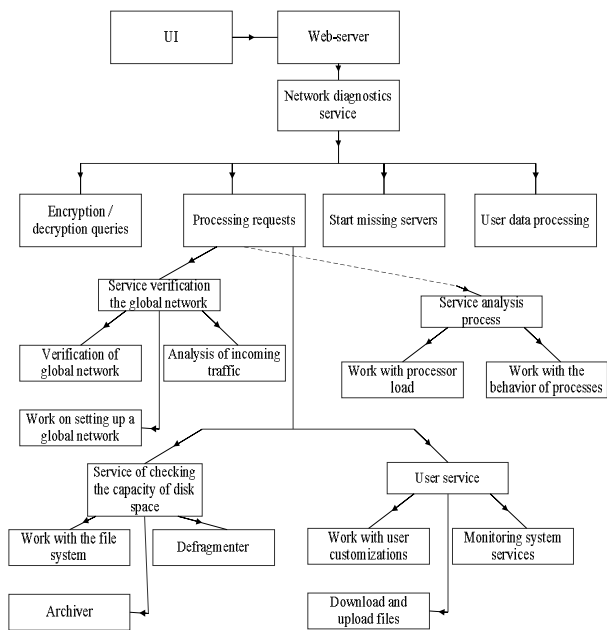 UI
Web-server
Network diagnostics
service
Encryption /
decryption queries
Processing requests
Start missing servers
User data processing
Service verification
the global network
Service analysis
process
Verification of
global network
Analysis of incoming
traffic
Work with processor
load
Work with the
behavior of processes
Work on setting up a
global network
Service of checking
the capacity of disk
space
User service
Work with the file
system
Defragmenter
Work with user
customizations
Monitoring system
services
Archiver
Download and
upload files